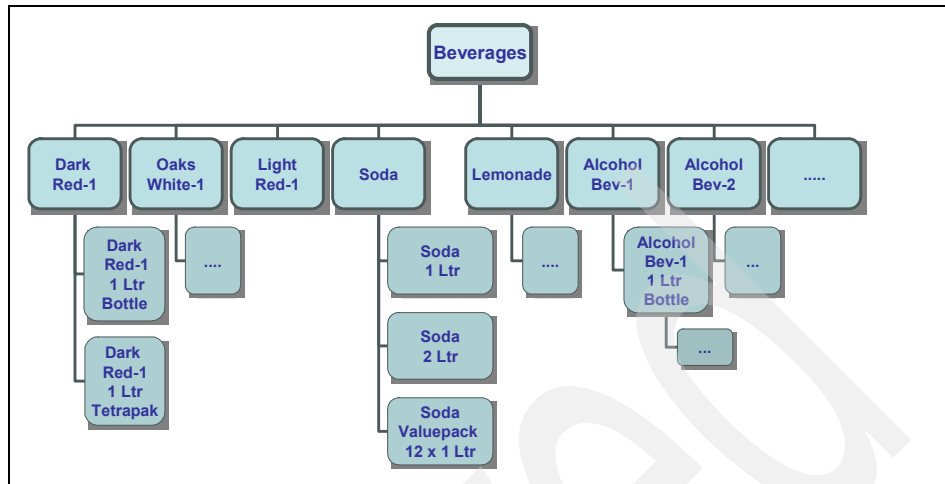 Beverages
Dark
Red-1
Oaks
White-1
Light
Red-1
Soda
Lemonade
Alcohol
Bev-1
Alcohol
Bev-2
.....
Dark
Red-1
1 Ltr
Bottle
....
Soda
1 Ltr
....
Alcohol
Bev-1
1 Ltr
Bottle
...
Dark
Red-1
1 Ltr
Tetrapak
Soda
2 Ltr
...
Soda
Valuepack
12 x 1 Ltr